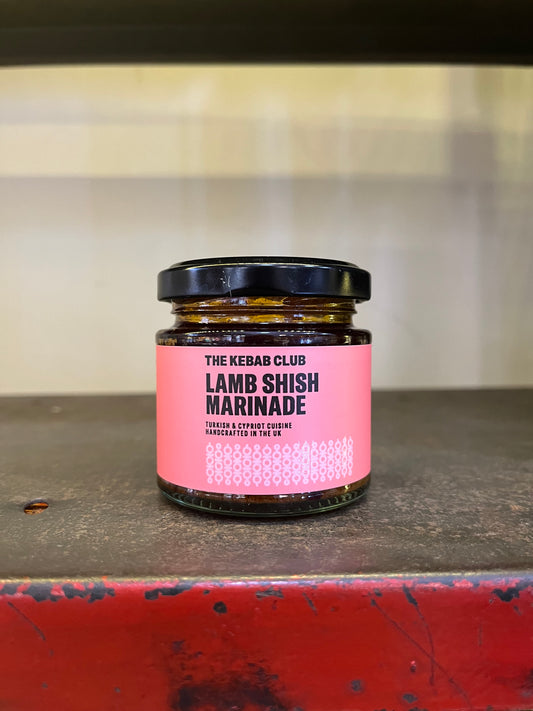 THE KEBAB CLUB
LAMB SHISH
MARINADE
TURKISH & CYPRIOT CUISINE
HANDCRAFTED IN THE UK